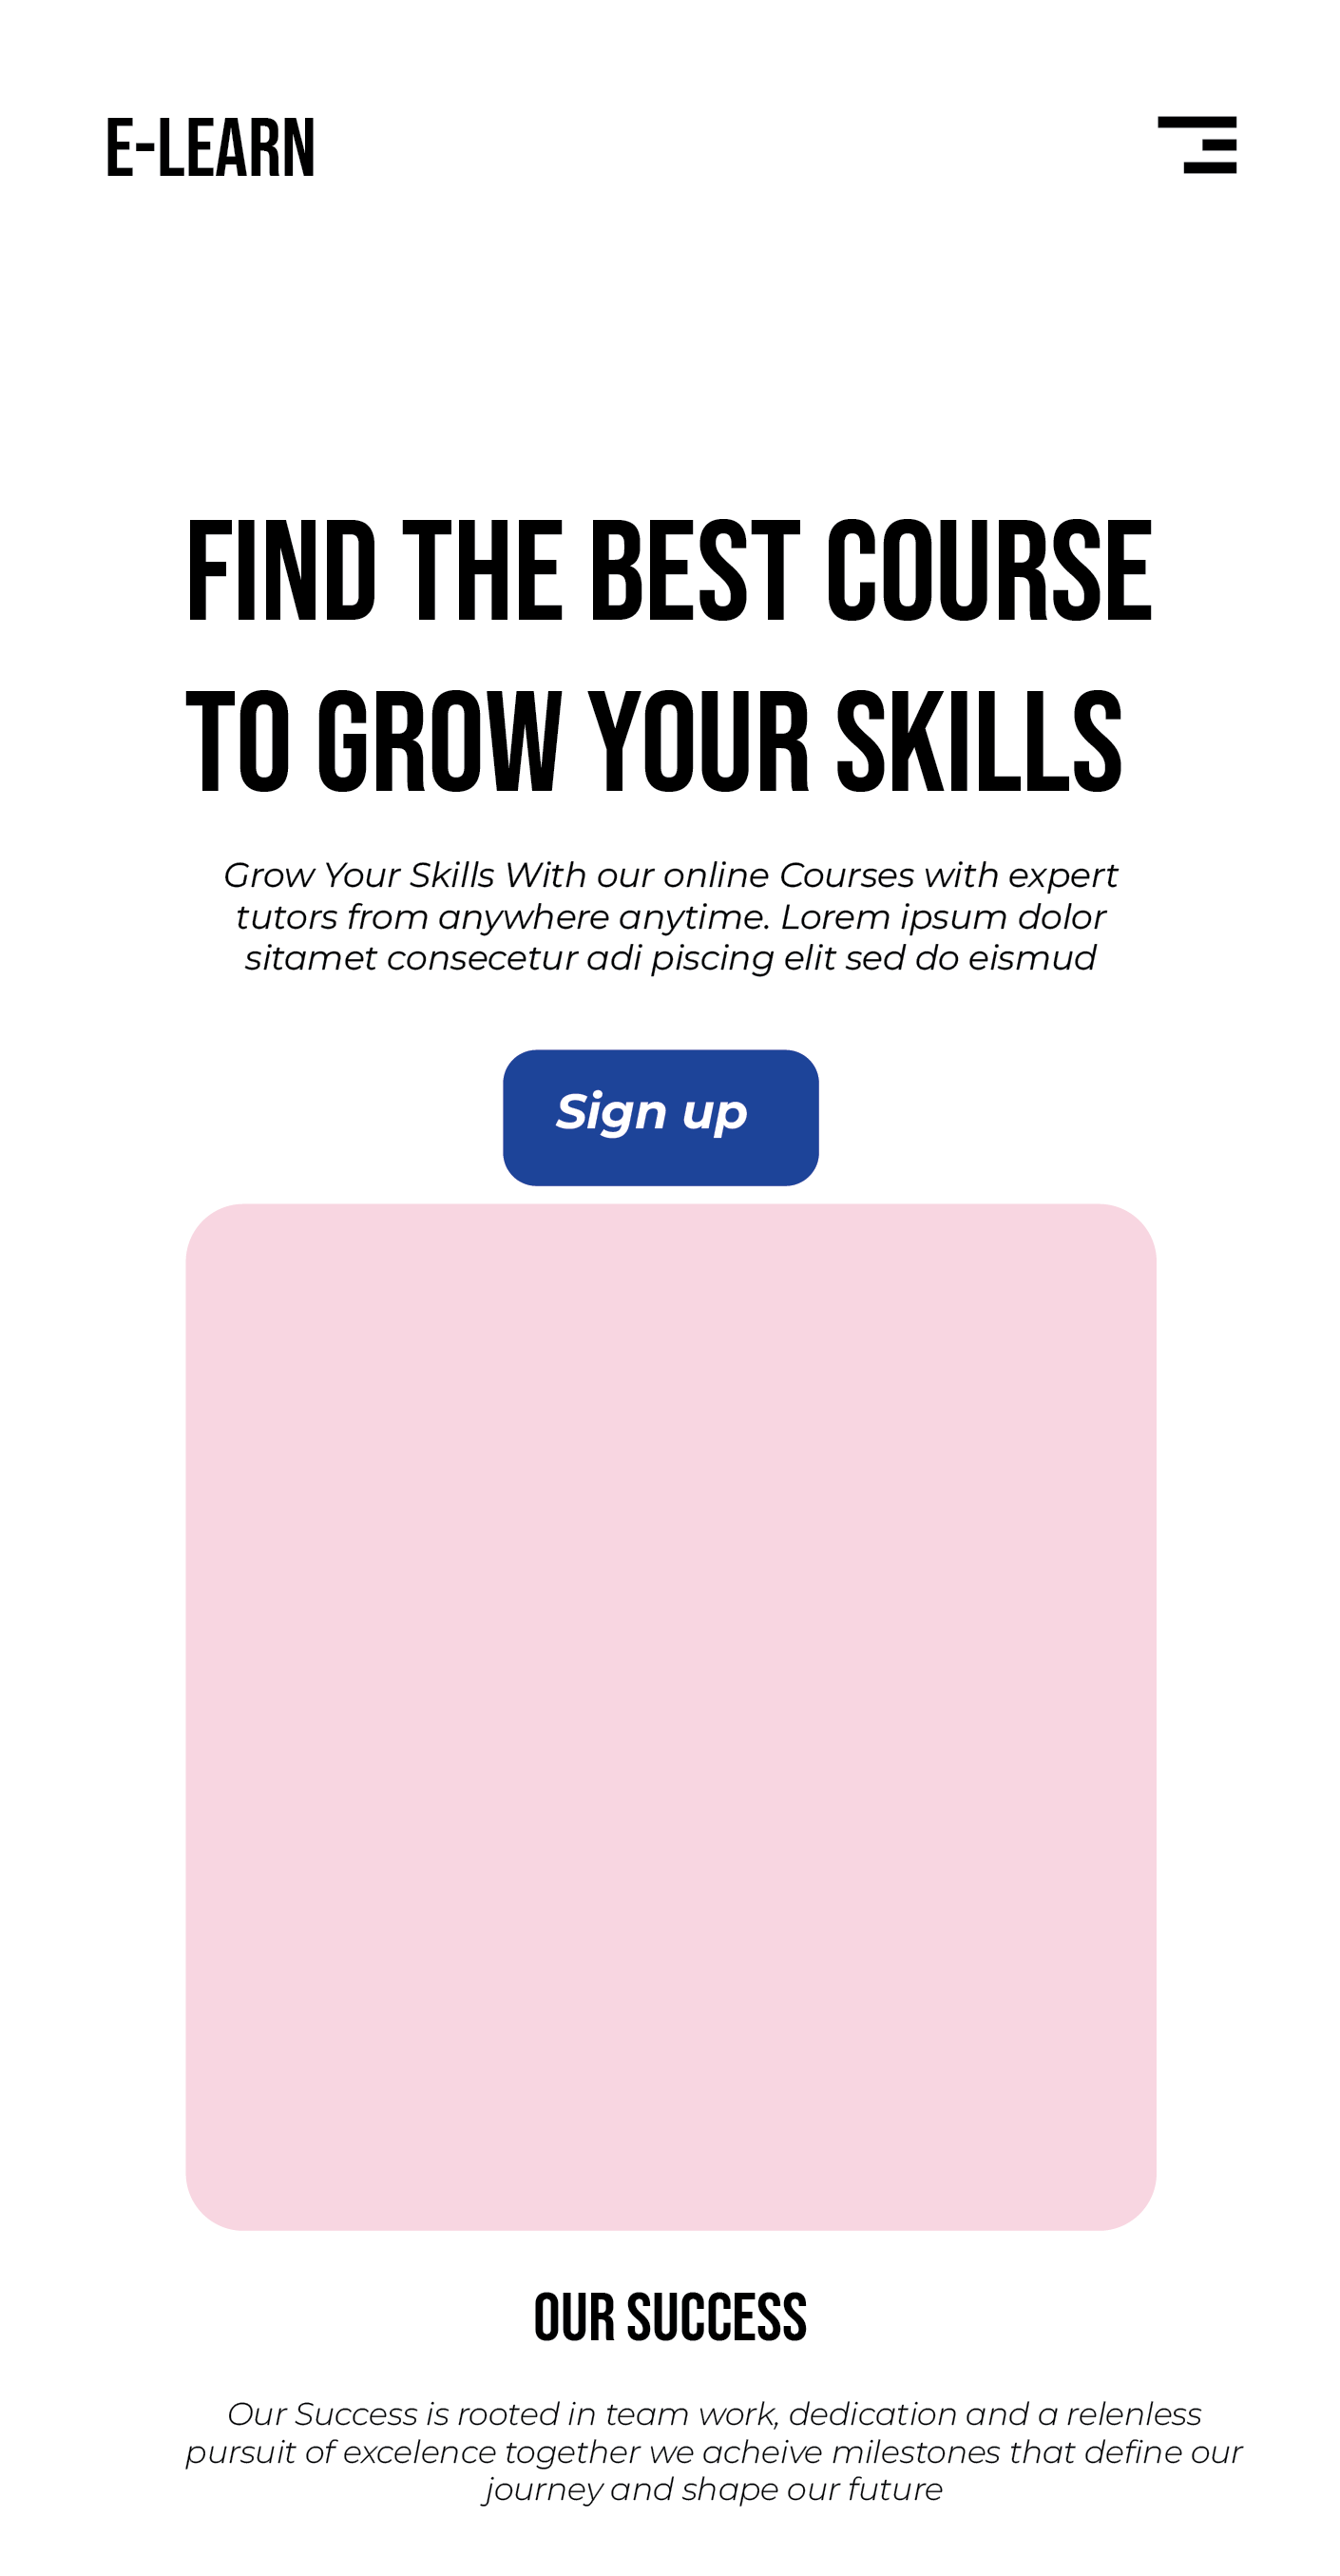 E-LEARN
FIND THE BEST COURSE
TO GROW YOUR SKILLS
Grow Your Skills With our online Courses with expert
tutors from anywhere anytime. Lorem ipsum dolor
sitamet consecetur adi piscing elit sed do eismud
Sign up
OUR SUCCESS
Our Success is rooted in team work, dedication and a relenless
pursuit of excelence together we acheive milestones that define our
journey and shape our future